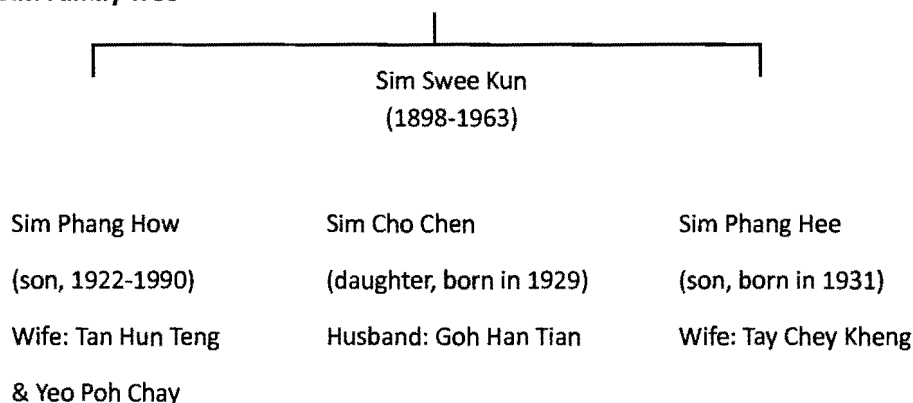 Sim Swee Kun
(1898-1963)
Sim Phang How
(son, 1922-1990)
Wife: Tan Hun Teng
& Yeo Poh Chay
Sim Cho Chen
(daughter, born in 1929)
Husband: Goh Han Tian
Sim Phang Hee
(son, born in 1931)
Wife: Tay Chey Kheng